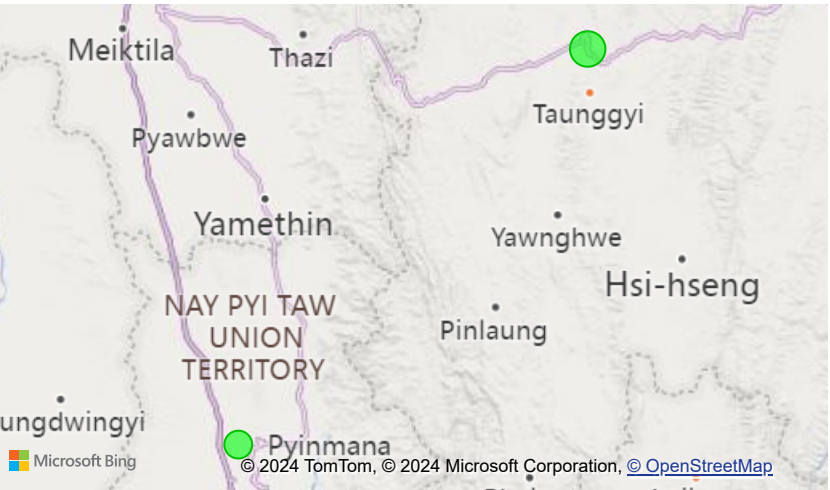 Meiktila
Thazi
Taunggyi
Pyawbwe
Yamethin
Yawnghwe
Hsi-hseng
NAY PYI TAW
UNION
TERRITORY
Pinlaung
ungdwingyi
Pyinmana
Microsoft Bing
© 2024 TomTom, © 2024 Microsoft Corporation, © OpenStreetMap